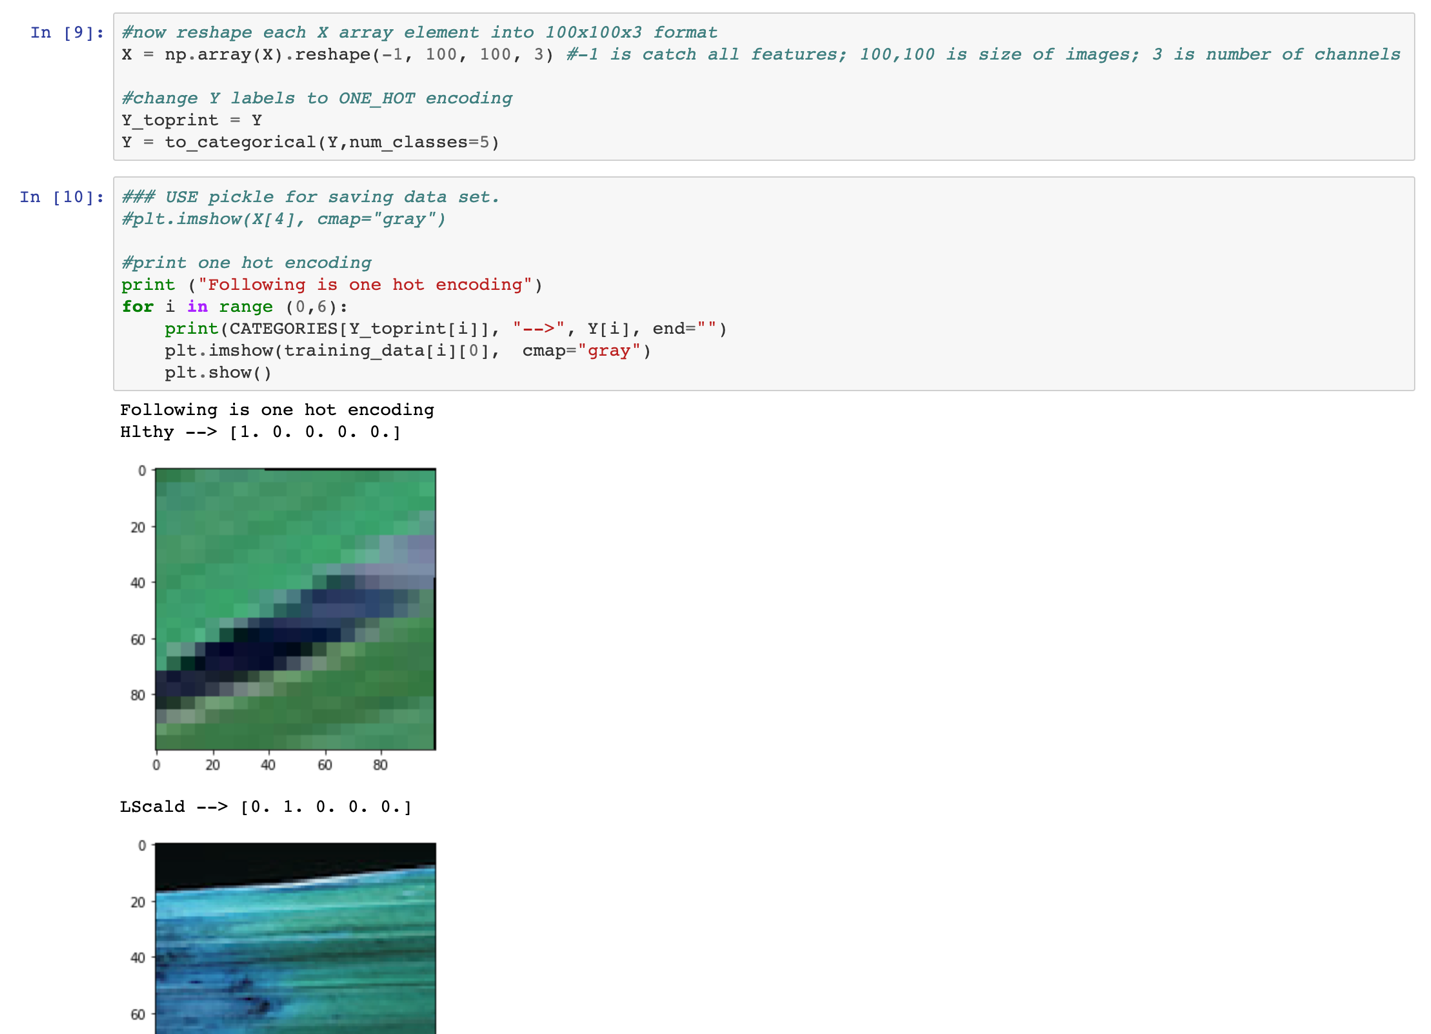 In [9]:
#now reshape each X array element into 100x100x3 format
X = np.array(X).reshape(-1, 100, 100, 3) #-1 is catch all features; 100,100 is size of images; 3 is number of channels
#change Y labels to ONE_HOT encoding
Y_toprint = Y
Y = to_categorical(Y,num_classes=5)
In [10]:
### USE pickle for saving data set.
#plt.imshow(X[4], cmap="gray")
#print one hot encoding
print ("Following is one hot encoding")
for i in range (0,6):
    print(CATEGORIES[Y_toprint[i]], "-->", Y[i], end="")
    plt.imshow(training_data[i][0],  cmap="gray")
    plt.show()
Following is one hot encoding
Hlthy --> [1. 0. 0. 0. 0.]
0
20
40
60
80
0 20 40 60 80
LScald --> [0. 1. 0. 0. 0.]
0
20
40
60